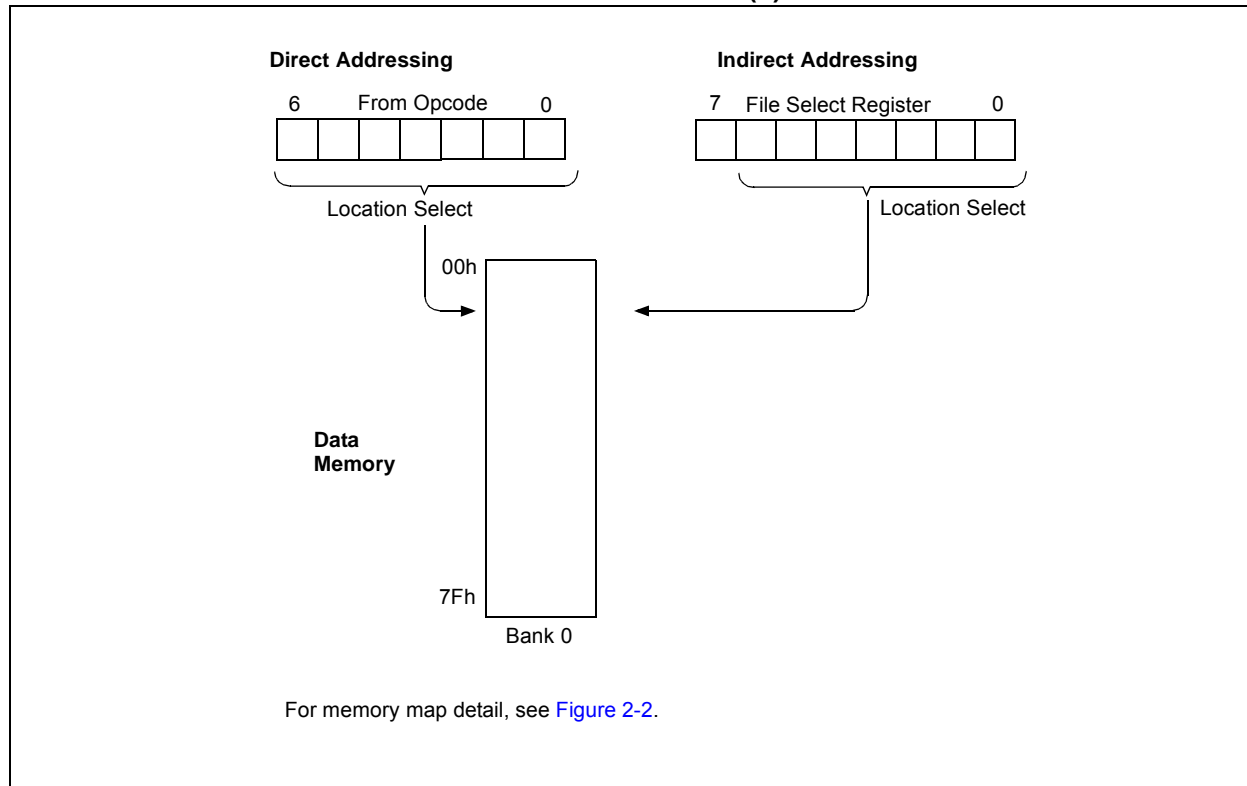 Direct Addressing
Indirect Addressing
6 From Opcode 0
7 File Select Register 0
Location Select
Location Select
00h
Data
Memory
7Fh
Bank 0
For memory map detail, see Figure 2-2.